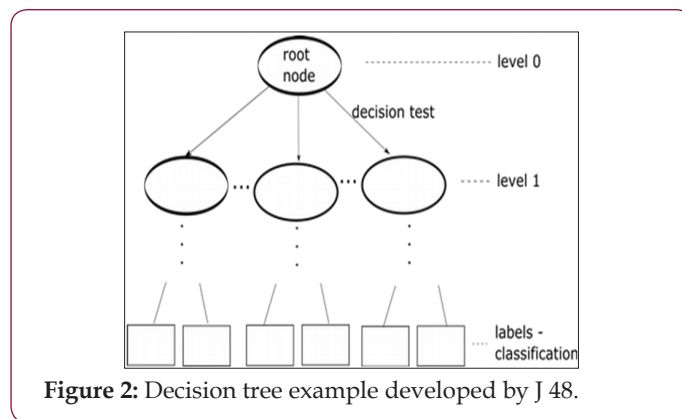 root
node
level 0
decision test
level 1
labels -
classification
Figure 2: Decision tree example developed by J 48.